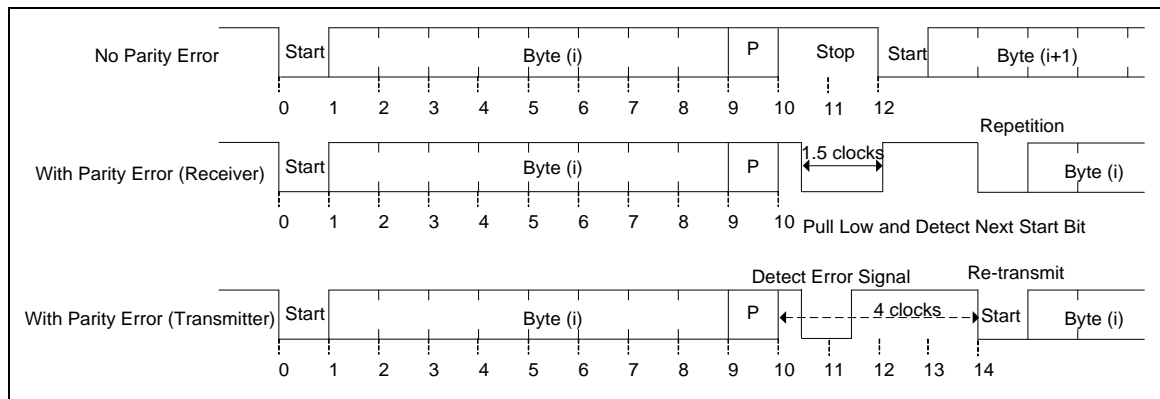 No Parity Error Start Byte (i) P Stop Start Byte (i+1)
0 1 2 3 4 5 6 7 8 9 10 11 12
Repetition
With Parity Error (Receiver) Start Byte (i) P 1.5 clocks Byte (i)
0 1 2 3 4 5 6 7 8 9 10
Pull Low and Detect Next Start Bit
Detect Error Signal Re-transmit
With Parity Error (Transmitter) Start Byte (i) P 4 clocks Start Byte (i)
0 1 2 3 4 5 6 7 8 9 10 11 12 13 14